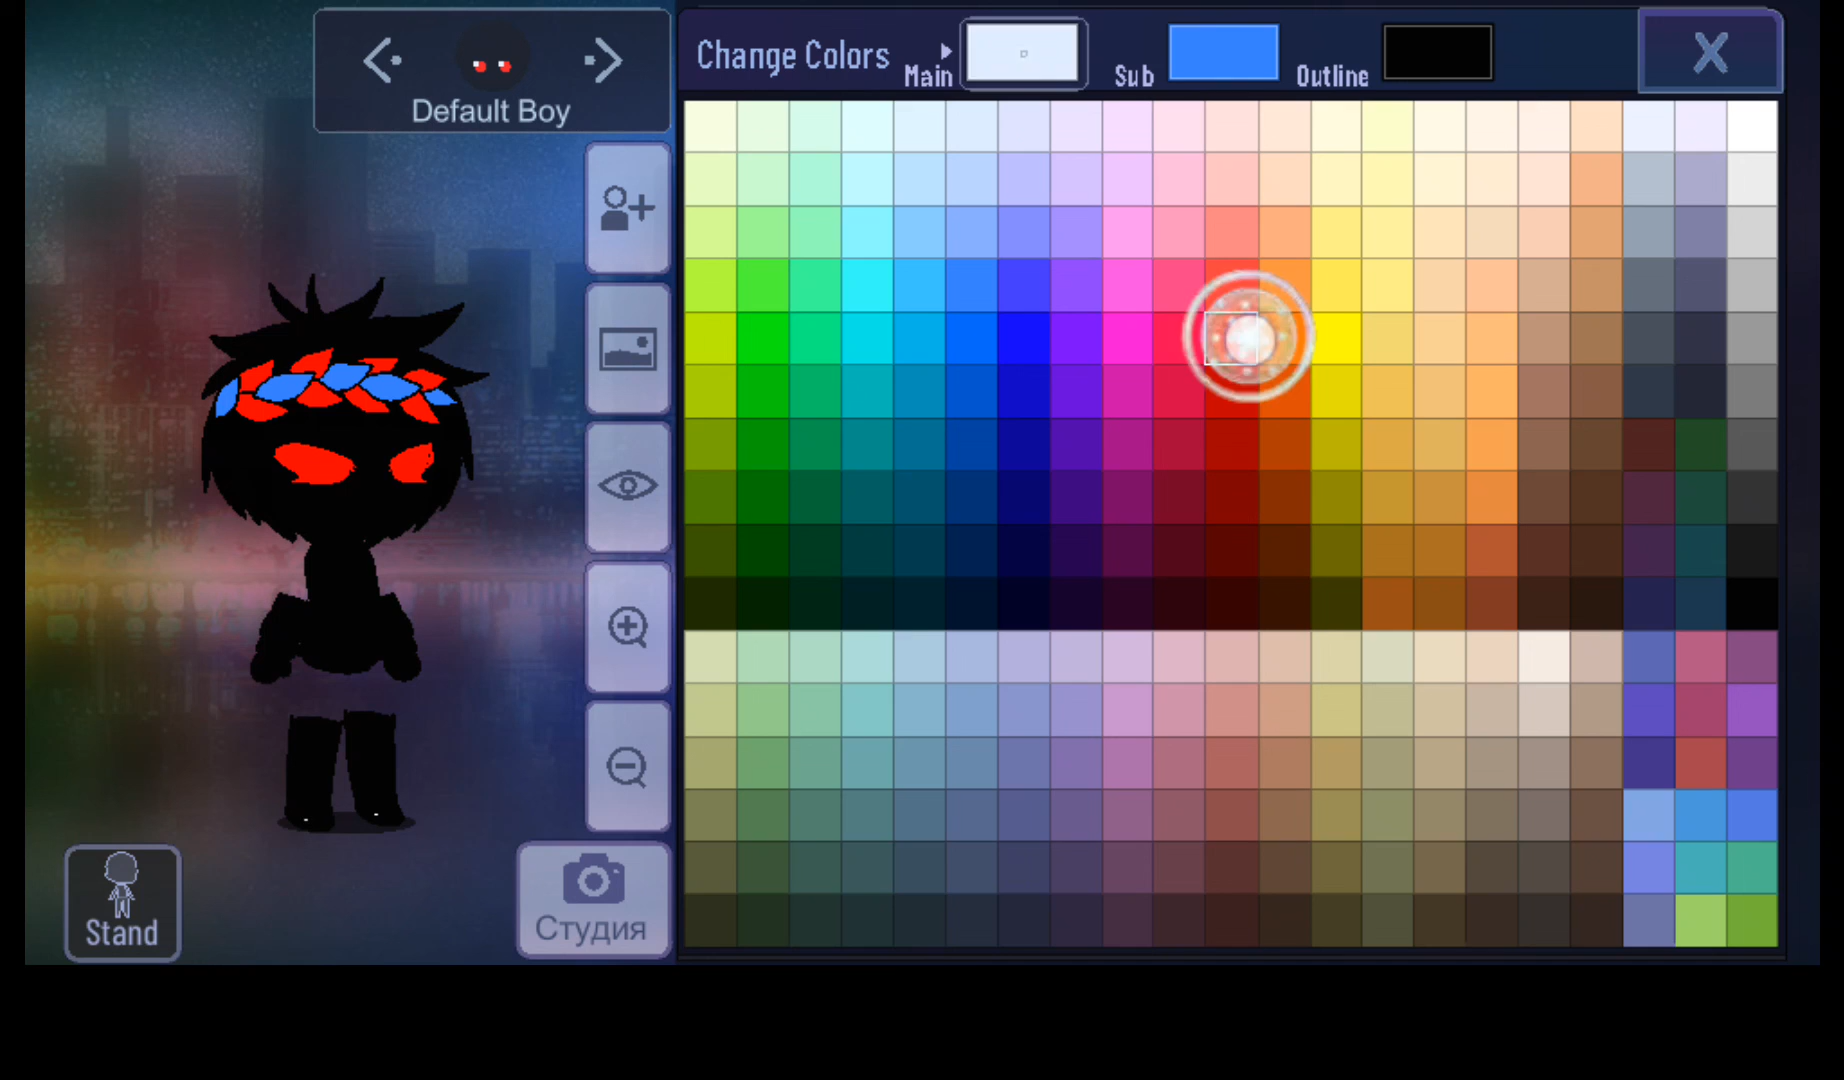 Default Boy
Change Colors
Main
Sub
Outline
X
Stand
Студия